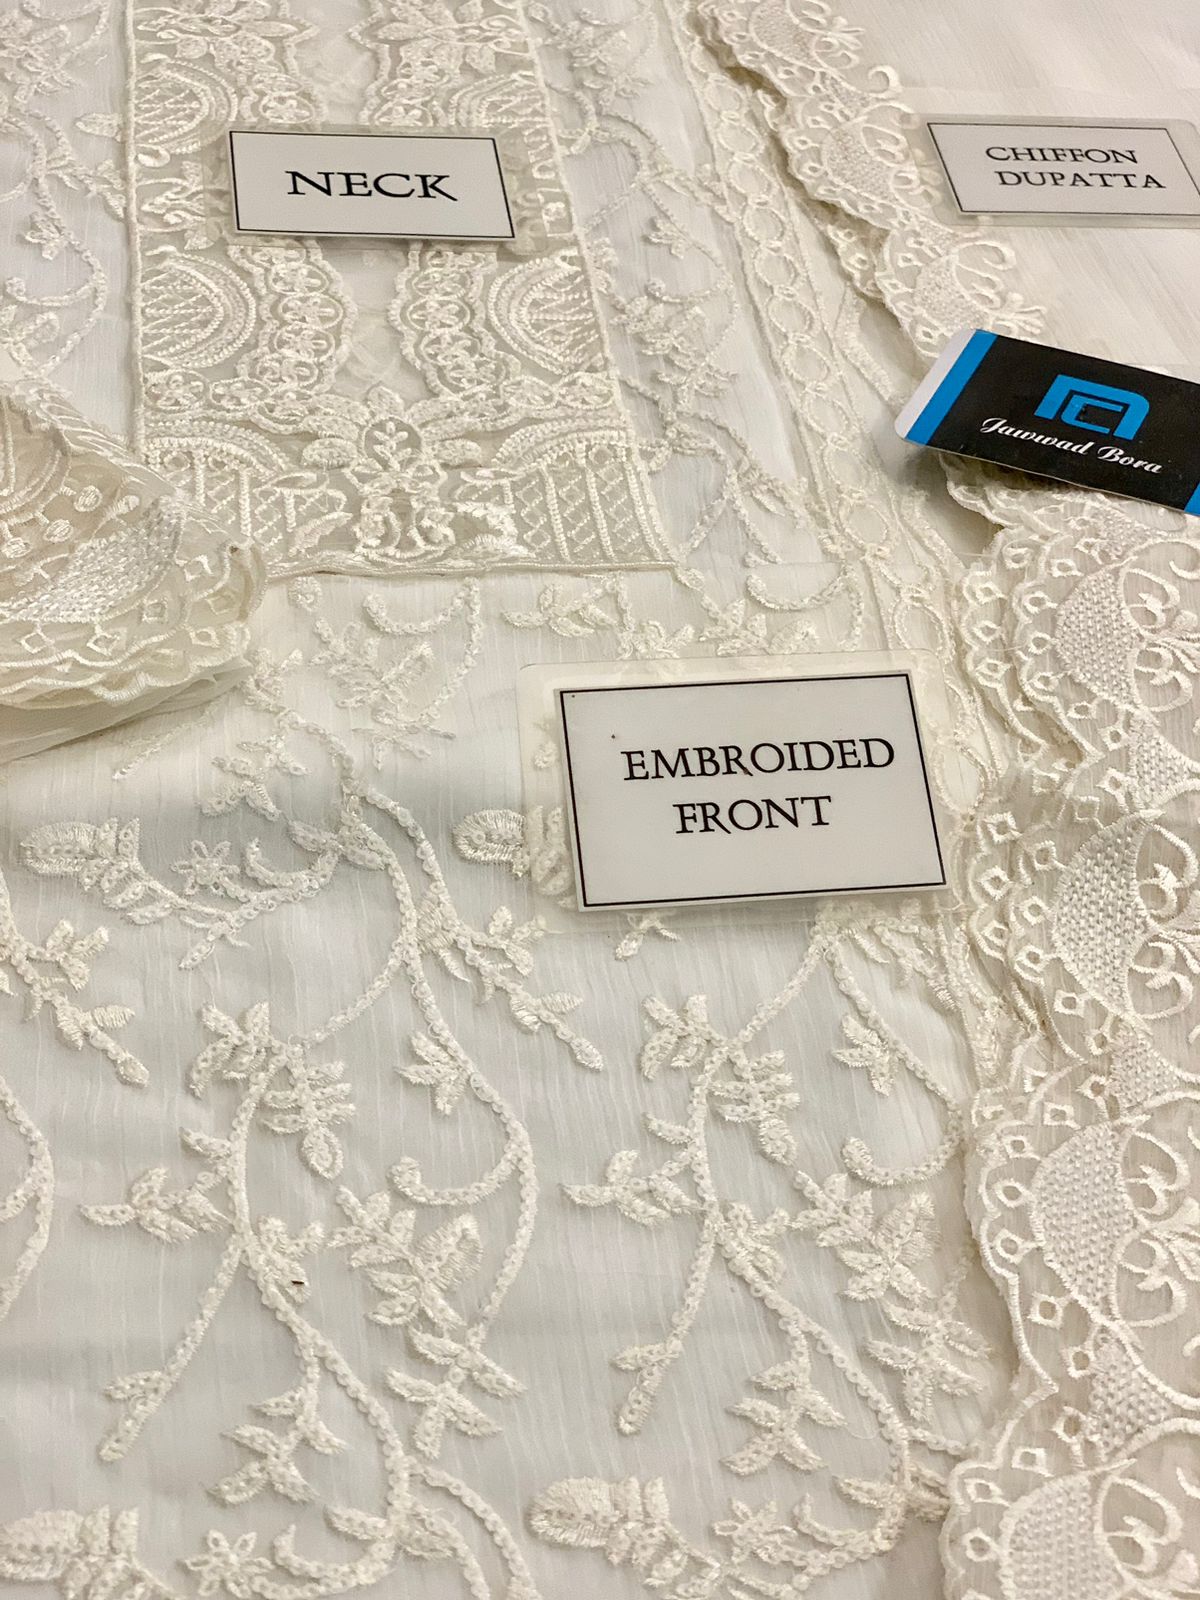 NECK
CHIFFON
DUPATTA
Jawwad Bora
EMBROIDED
FRONT